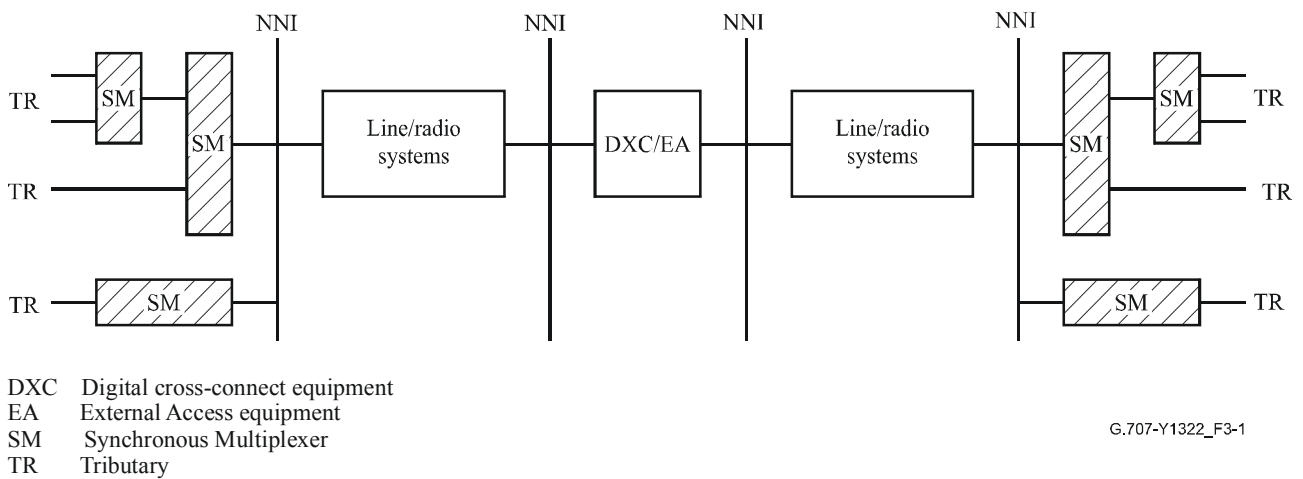 NNI NNI NNI NNI
TR SM SM TR
SM Line/radio systems DXC/EA Line/radio systems SM
TR TR
TR SM SM TR
DXC Digital cross-connect equipment
EA External Access equipment
SM Synchronous Multiplexer
TR Tributary
G.707-Y1322_F3-1